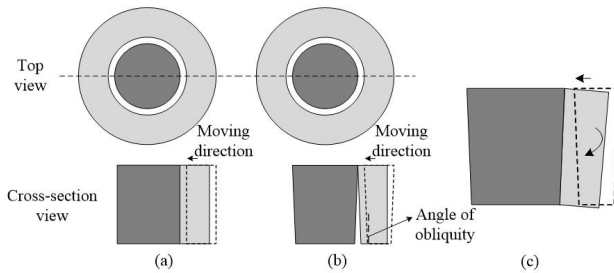 Top
view
Moving
direction
Moving
direction
Cross-section
view
Angle of
obliquity
(a)
(b)
(c)